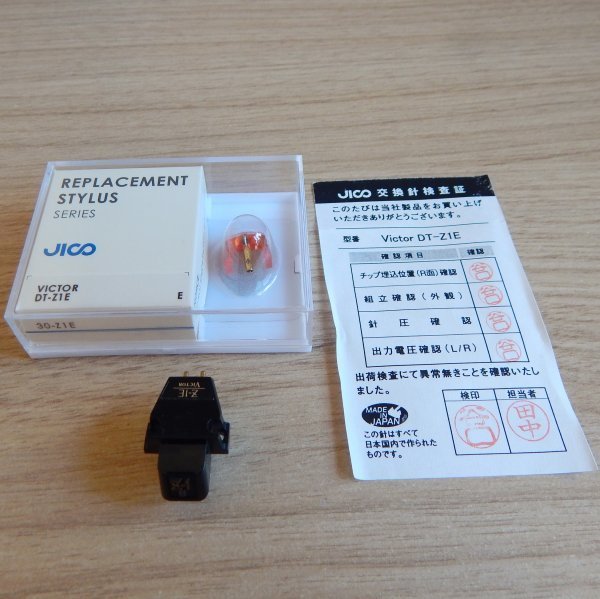 REPLACEMENT
STYLUS
SERIES
JICO
VICTOR
DT-Z1E E
30-Z1E
Z-1E
VICTOR
JICO 交換針検査証
このたびは当社製品をお買い上げ
いただきありがとうございます。
型番 Victor DT-Z1E
確認項目 確認
チップ埋込位置(R面)確認 合
組立確認(外観) 合
針圧確認 合
出力電圧確認(L/R) 合
出荷検査にて異常無きことを確認いたし
ました。
検印 担当者
MADE IN JAPAN
田中
この針はすべて
日本国内で作られた
ものです。